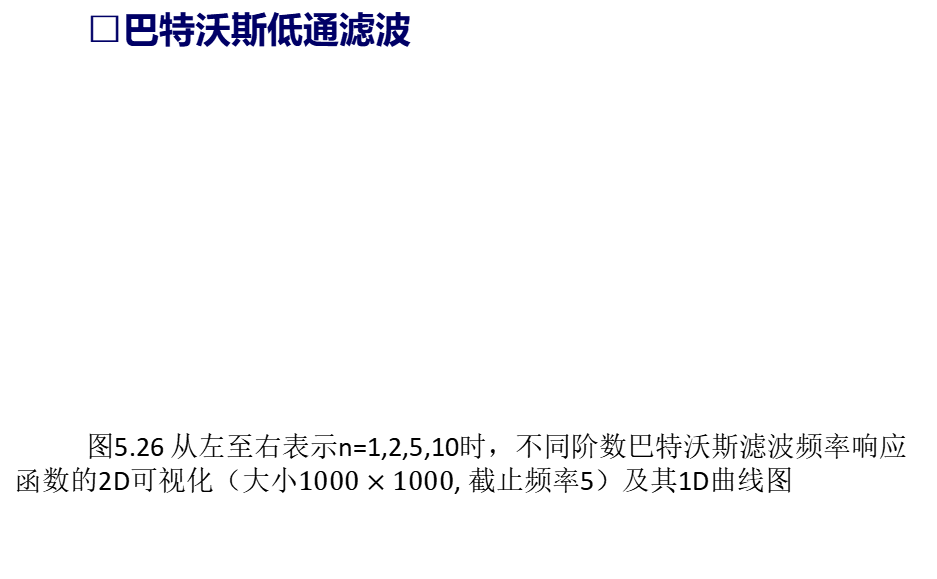 □巴特沃斯低通滤波
图5.26 从左至右表示n=1,2,5,10时，不同阶数巴特沃斯滤波频率响应
函数的2D可视化（大小1000 × 1000, 截止频率5）及其1D曲线图